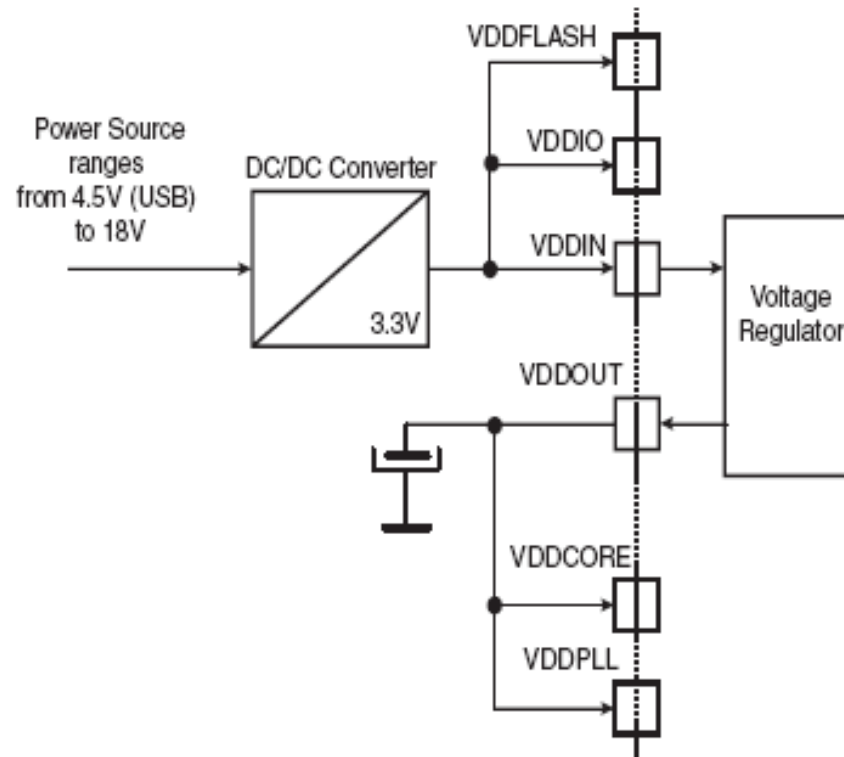 VDDFLASH
Power Source
ranges
from 4.5V (USB)
to 18V
DC/DC Converter
VDDIO
VDDIN
3.3V
Voltage
Regulator
VDDOUT
VDDCORE
VDDPLL